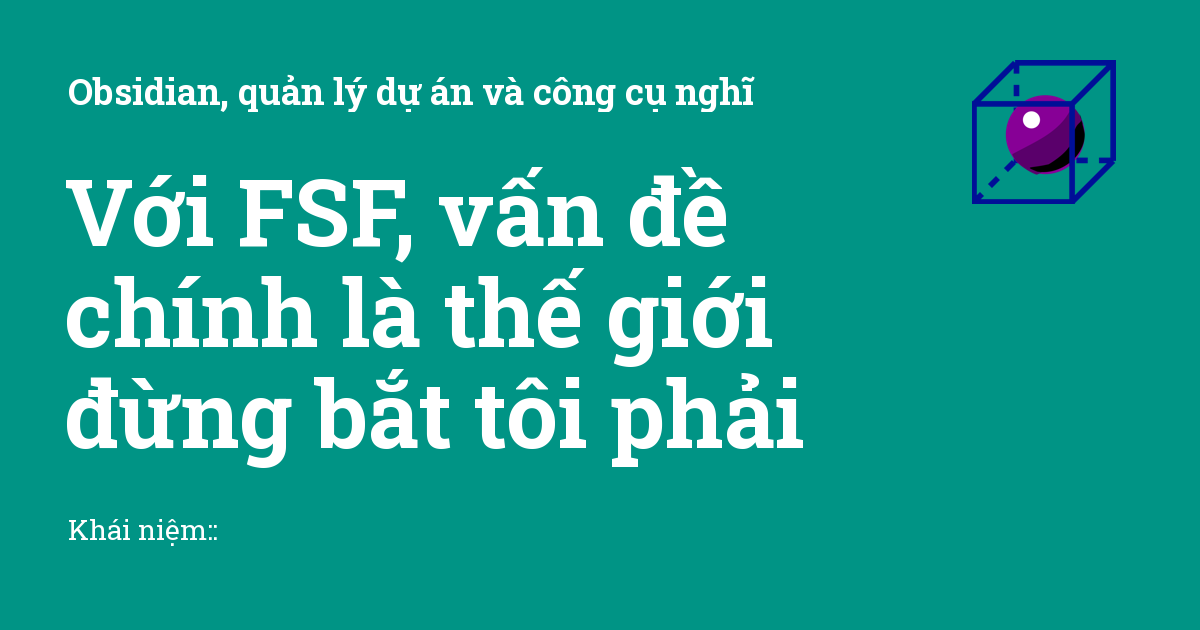 Obsidian, quản lý dự án và công cụ nghĩ
Với FSF, vấn đề
chính là thế giới
đừng bắt tôi phải
Khái niệm::